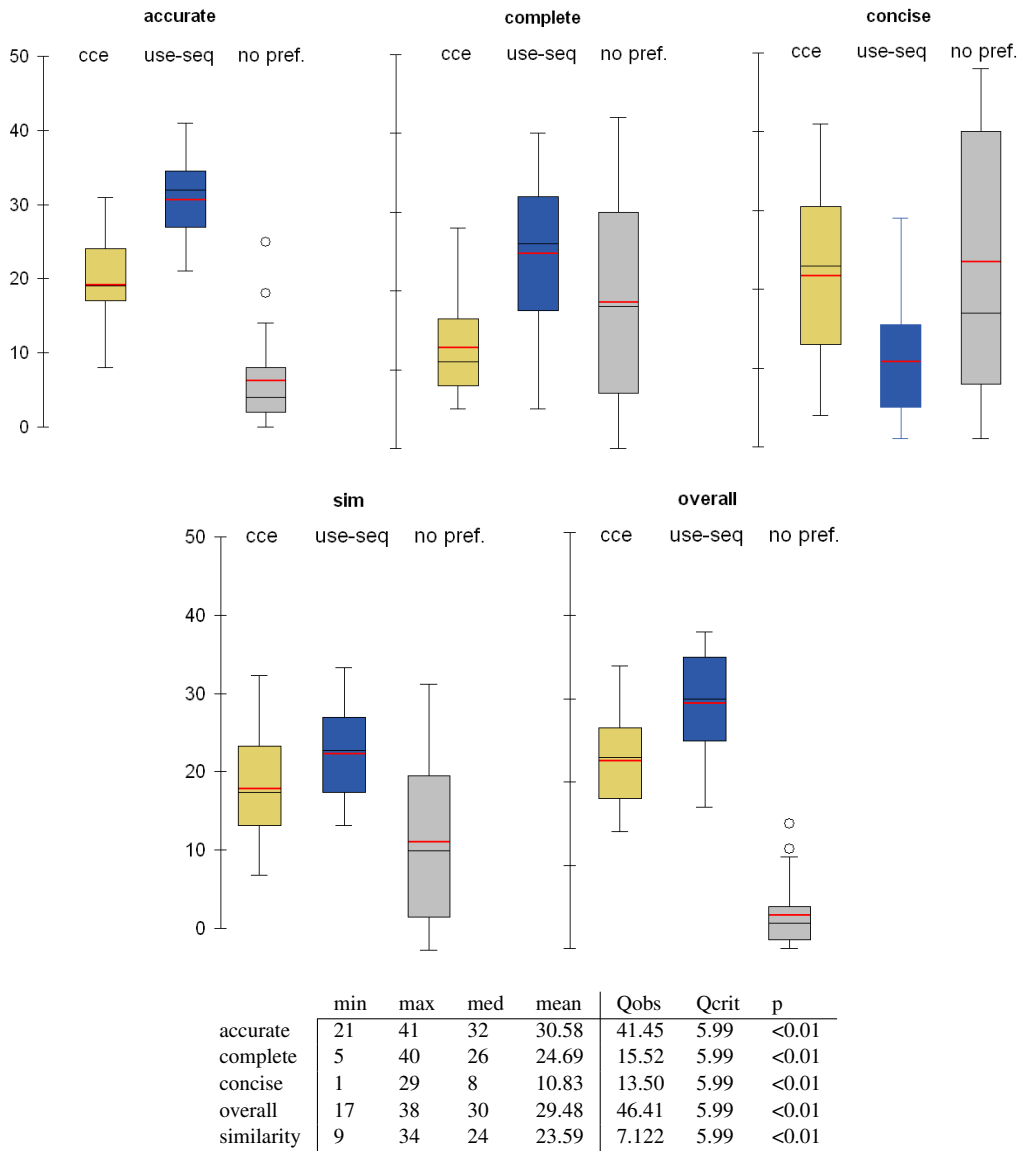 accurate
cce use-seq no pref.
50
40
30
20
10
0
complete
cce use-seq no pref.
concise
cce use-seq no pref.
sim
cce use-seq no pref.
50
40
30
20
10
0
overall
cce use-seq no pref.
min max med mean Qobs Qcrit p
accurate 21 41 32 30.58 41.45 5.99 <0.01
complete 5 40 26 24.69 15.52 5.99 <0.01
concise 1 29 8 10.83 13.50 5.99 <0.01
overall 17 38 30 29.48 46.41 5.99 <0.01
similarity 9 34 24 23.59 7.122 5.99 <0.01